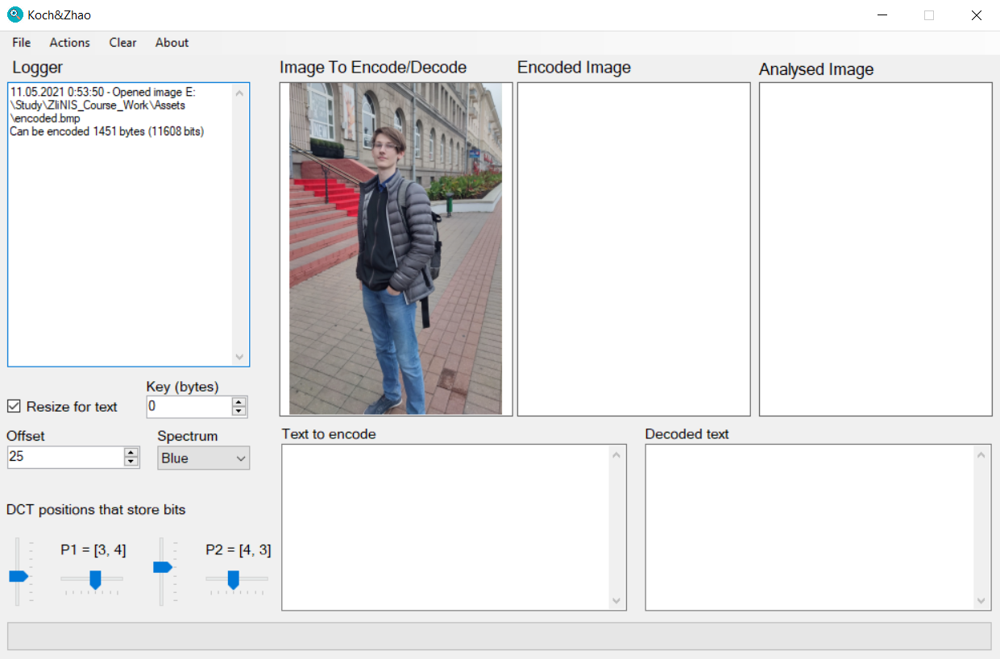 Koch&Zhao
File Actions Clear About
Logger
11.05.2021 0:53:50 - Opened image E:
\Study\ZliNIS_Course_Work\Assets
\encoded.bmp
Can be encoded 1451 bytes (11608 bits)
Image To Encode/Decode
Encoded Image
Analysed Image
Resize for text
Key (bytes)
0
Offset
25
Spectrum
Blue
DCT positions that store bits
P1 = [3, 4]
P2 = [4, 3]
Text to encode
Decoded text